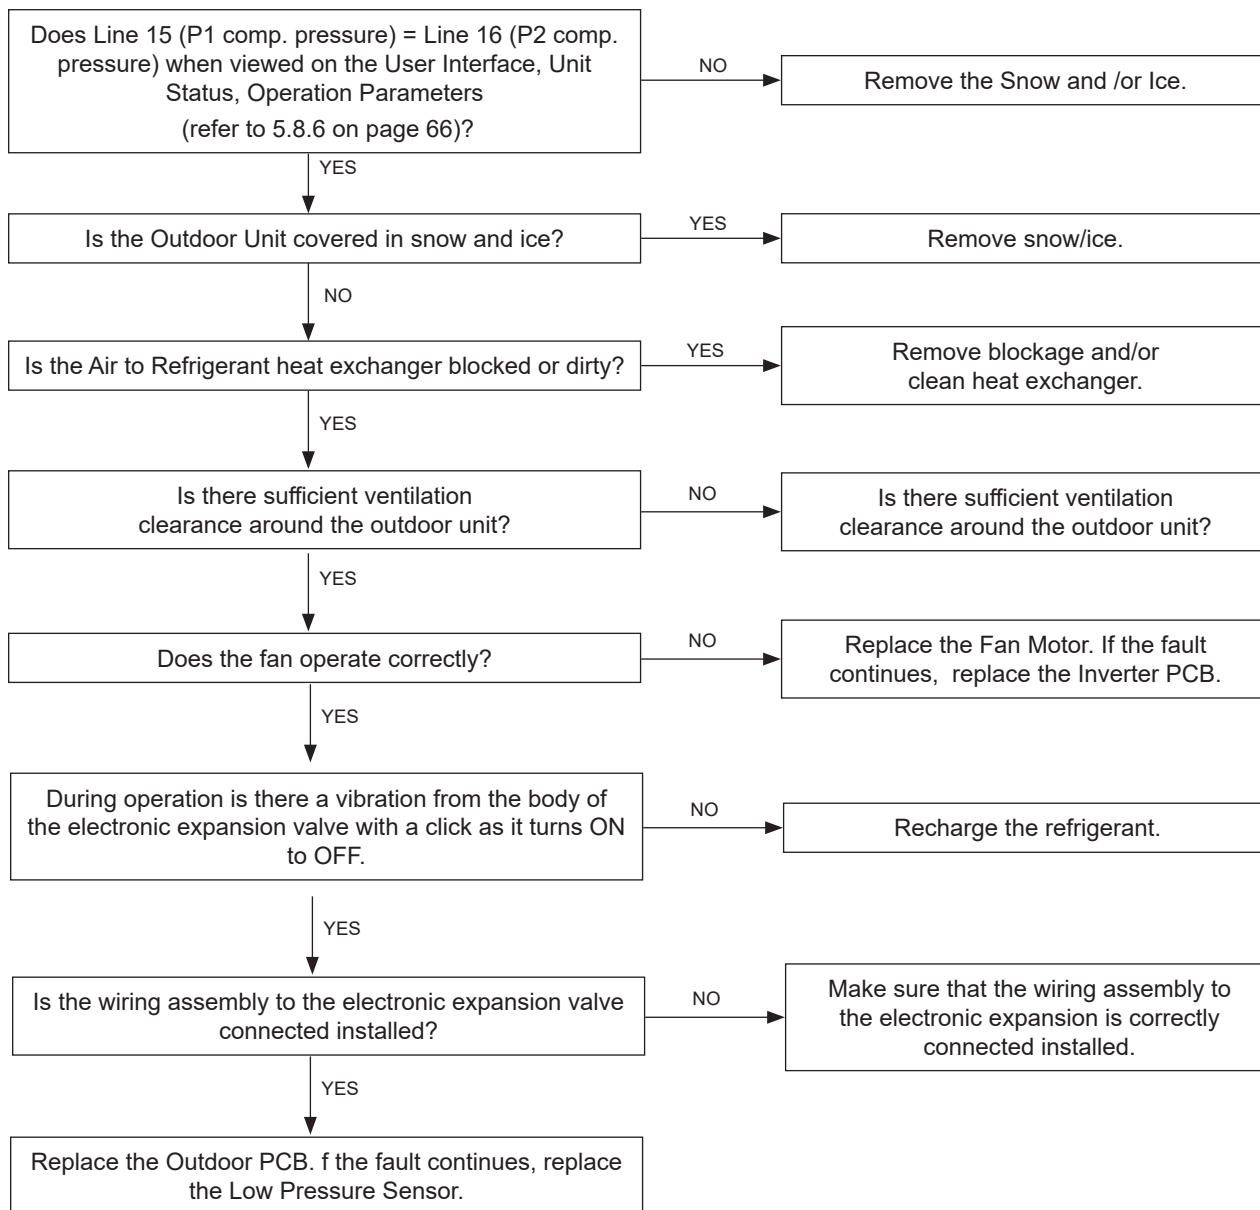 Does Line 15 (P1 comp. pressure) = Line 16 (P2 comp.
pressure) when viewed on the User Interface, Unit
Status, Operation Parameters
(refer to 5.8.6 on page 66)?
NO
Remove the Snow and /or Ice.
YES
Is the Outdoor Unit covered in snow and ice?
YES
Remove snow/ice.
NO
Is the Air to Refrigerant heat exchanger blocked or dirty?
YES
Remove blockage and/or
clean heat exchanger.
YES
Is there sufficient ventilation
clearance around the outdoor unit?
NO
Is there sufficient ventilation
clearance around the outdoor unit?
YES
Does the fan operate correctly?
NO
Replace the Fan Motor. If the fault
continues,  replace the Inverter PCB.
YES
During operation is there a vibration from the body of
the electronic expansion valve with a click as it turns ON
to OFF.
NO
Recharge the refrigerant.
YES
Is the wiring assembly to the electronic expansion valve
connected installed?
NO
Make sure that the wiring assembly to
the electronic expansion is correctly
connected installed.
YES
Replace the Outdoor PCB. f the fault continues, replace
the Low Pressure Sensor.